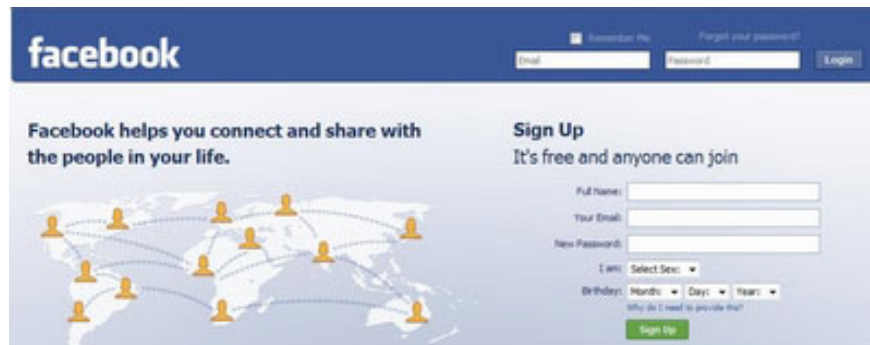 facebook
Remember Me
Forgot your password?
Email
Password
Login
Facebook helps you connect and share with
the people in your life.
Sign Up
It's free and anyone can join
Full Name:
Your Email:
New Password:
I am: Select Sex:
Birthday: Month: Day: Year:
Why do I need to provide this?
Sign Up